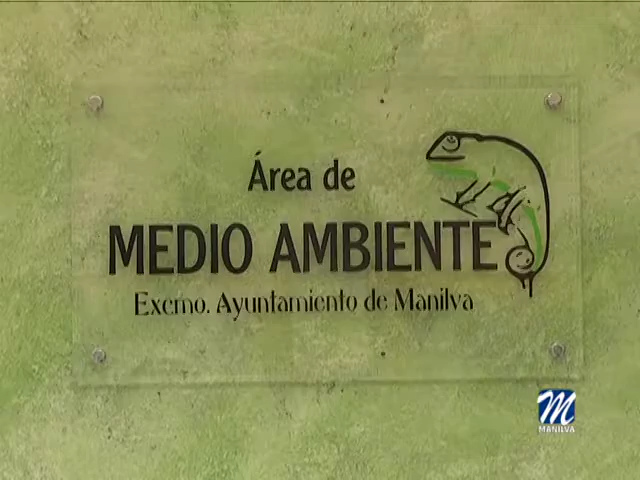 Área de
MEDIO AMBIENTE
Excmo. Ayuntamiento de Manilva
M
MANILVA